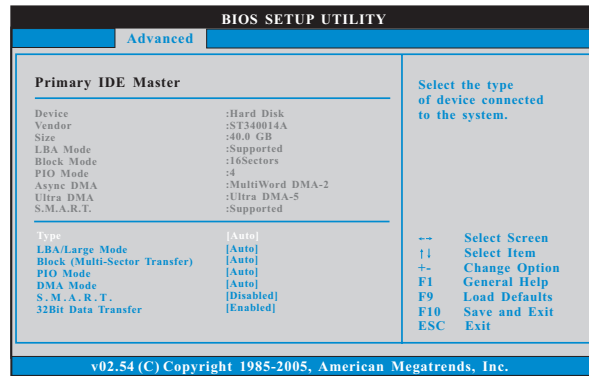 BIOS SETUP UTILITY
Advanced
Primary IDE Master
Device :Hard Disk
Vendor :ST340014A
Size :40.0 GB
LBA Mode :Supported
Block Mode :16Sectors
PIO Mode :4
Async DMA :MultiWord DMA-2
Ultra DMA :Ultra DMA-5
S.M.A.R.T. :Supported
Type [Auto]
LBA/Large Mode [Auto]
Block (Multi-Sector Transfer) [Auto]
PIO Mode [Auto]
DMA Mode [Auto]
S.M.A.R.T. [Disabled]
32Bit Data Transfer [Enabled]
Select the type
of device connected
to the system.
←→ Select Screen
↑↓ Select Item
+- Change Option
F1 General Help
F9 Load Defaults
F10 Save and Exit
ESC Exit
v02.54 (C) Copyright 1985-2005, American Megatrends, Inc.